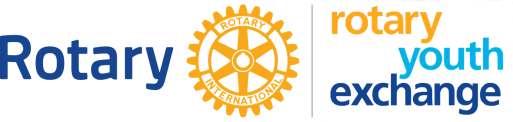 Rotary
ROTARY
INTERNATIONAL
rotary
youth
exchange